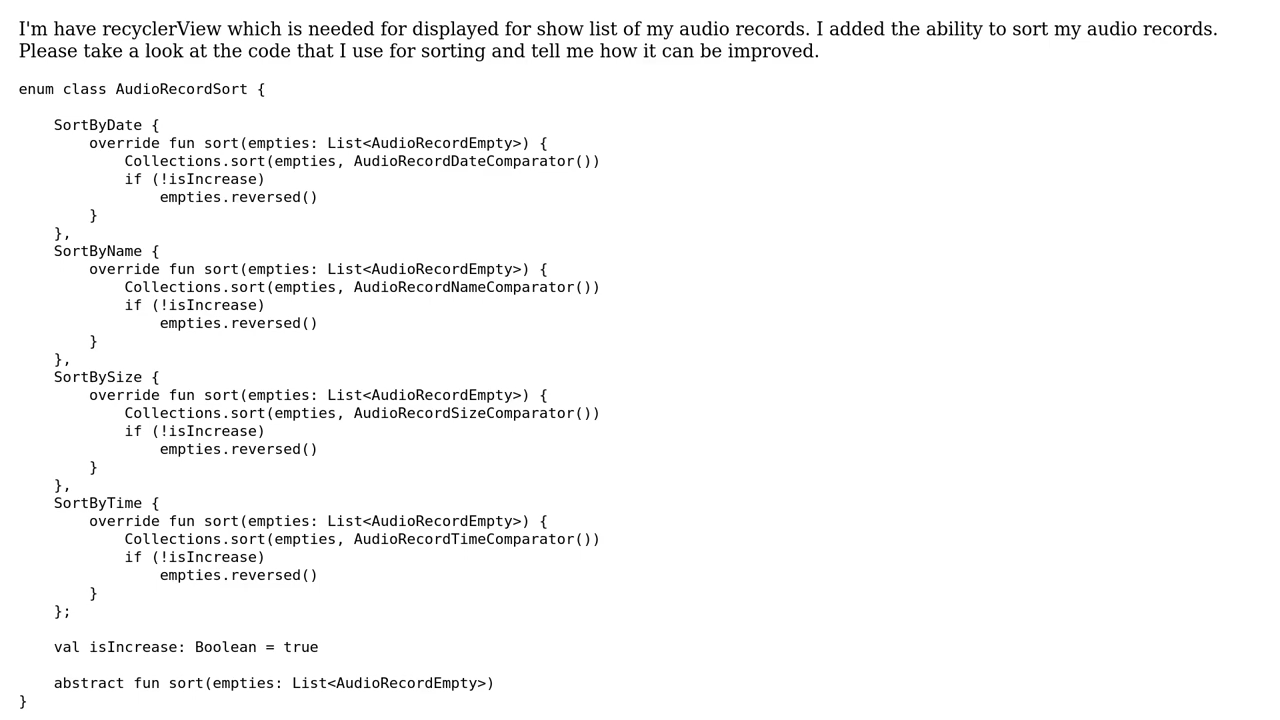 I'm have recyclerView which is needed for displayed for show list of my audio records. I added the ability to sort my audio records.
Please take a look at the code that I use for sorting and tell me how it can be improved.
enum class AudioRecordSort {
    SortByDate {
        override fun sort(empties: List<AudioRecordEmpty>) {
            Collections.sort(empties, AudioRecordDateComparator())
            if (!isIncrease)
                empties.reversed()
        }
    },
    SortByName {
        override fun sort(empties: List<AudioRecordEmpty>) {
            Collections.sort(empties, AudioRecordNameComparator())
            if (!isIncrease)
                empties.reversed()
        }
    },
    SortBySize {
        override fun sort(empties: List<AudioRecordEmpty>) {
            Collections.sort(empties, AudioRecordSizeComparator())
            if (!isIncrease)
                empties.reversed()
        }
    },
    SortByTime {
        override fun sort(empties: List<AudioRecordEmpty>) {
            Collections.sort(empties, AudioRecordTimeComparator())
            if (!isIncrease)
                empties.reversed()
        }
    };
    val isIncrease: Boolean = true
    abstract fun sort(empties: List<AudioRecordEmpty>)
}